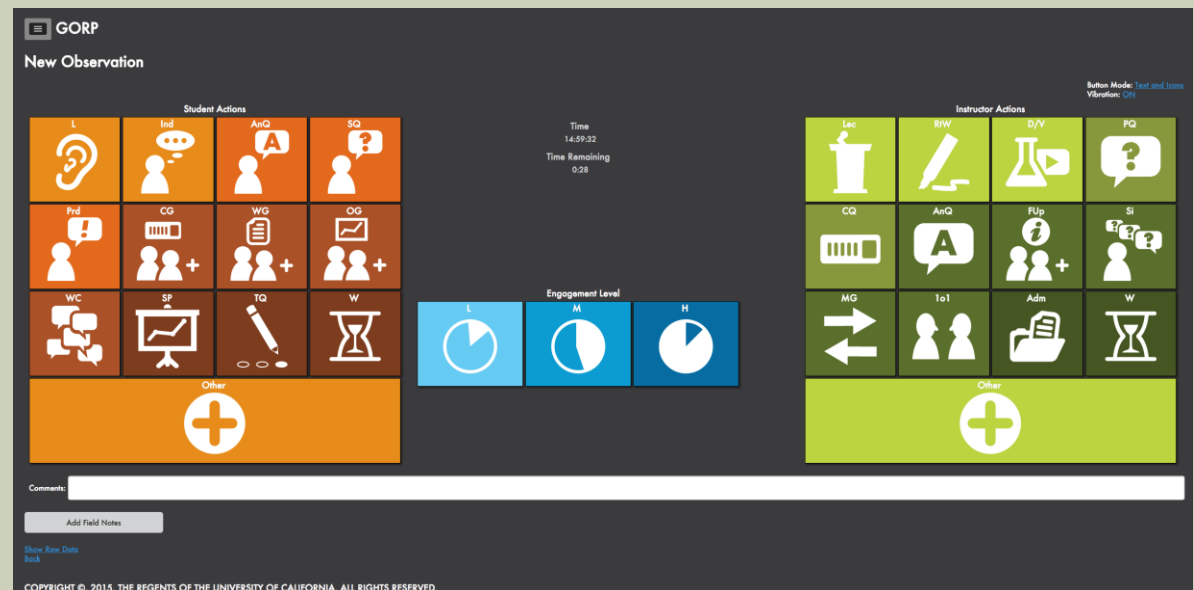 GORP
New Observation
Button Mode: Text and Icons
Vibration: ON
Student Actions
L Ind AnQ SQ
A ?
Prd CG WG OG
!
WC SP TQ W
Other
Time
14:59:32
Time Remaining
0:28
Engagement Level
L M H
Instructor Actions
Lec RtW D/V PQ
?
CQ AnQ FUp Si
A i ? ? ?
MG 1o1 Adm W
Other
Comments:
Add Field Notes
Show Raw Data
Back
COPYRIGHT ©, 2015, THE REGENTS OF THE UNIVERSITY OF CALIFORNIA. ALL RIGHTS RESERVED.